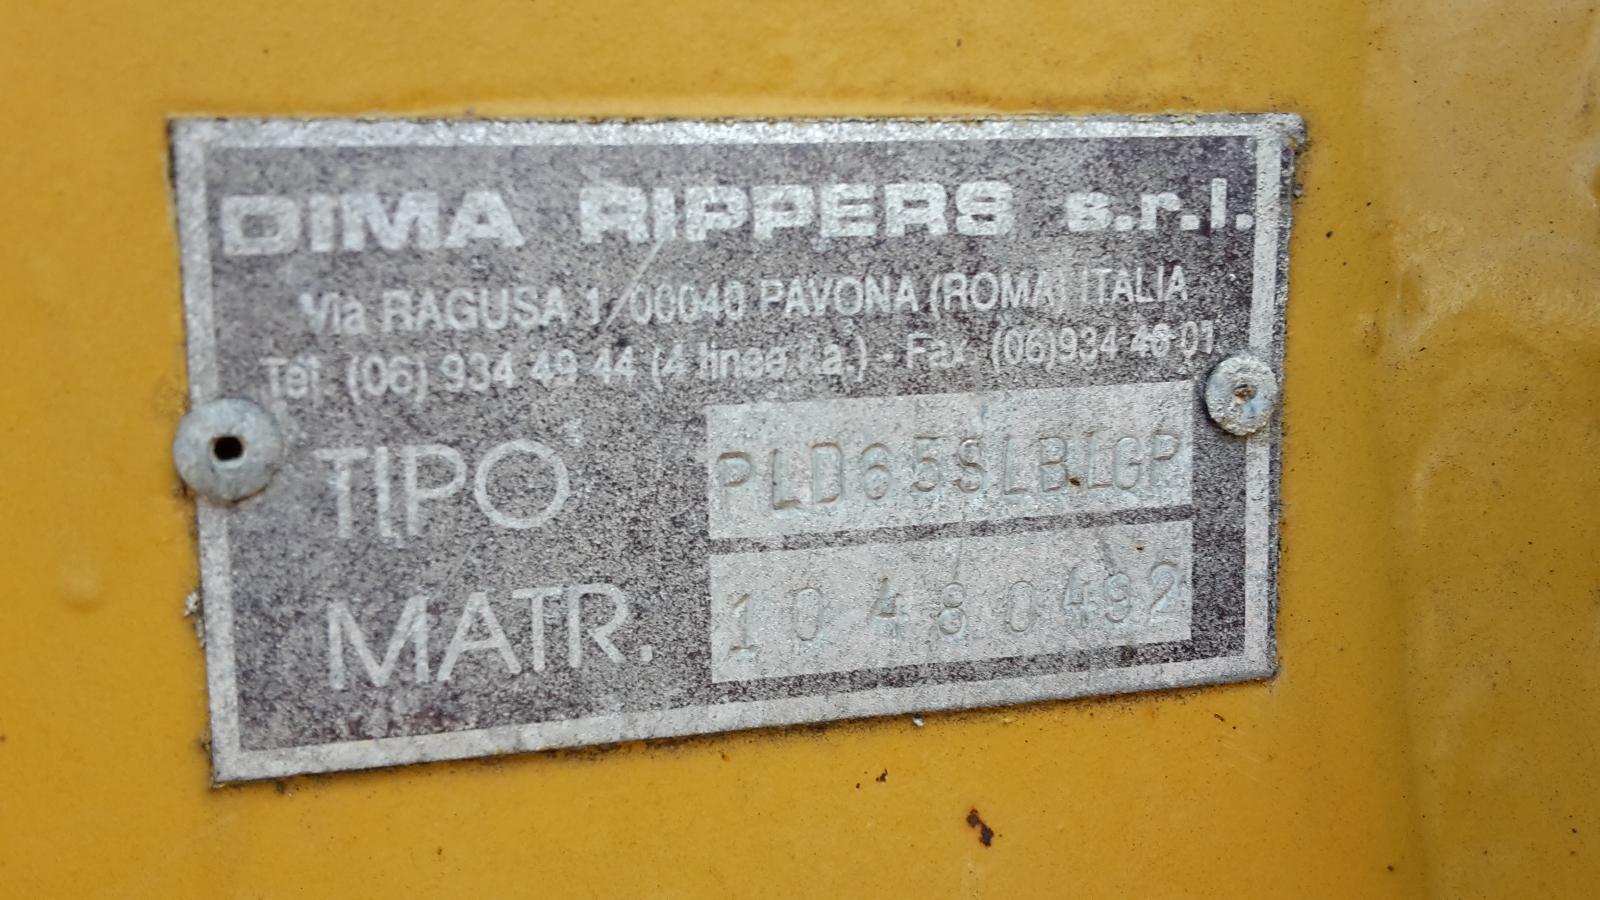 DIMA RIPPERS s.r.l.
Via RAGUSA 1, 00040 PAVONA (ROMA) ITALIA
Tel. (06) 934 49 44 (4 linee r.a.) - Fax (06)934 46 01
TIPO PLD65SLBLGP
MATR. 10480492